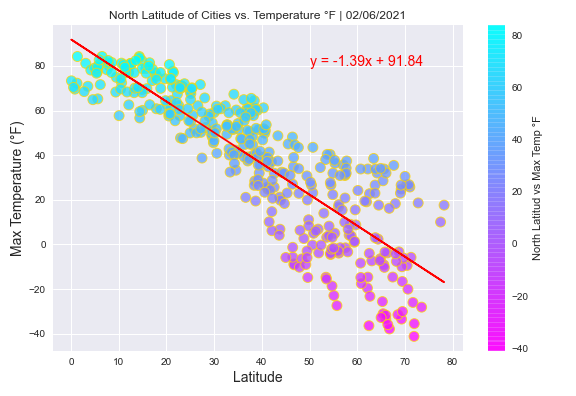 North Latitude of Cities vs. Temperature °F | 02/06/2021
y = -1.39x + 91.84
Max Temperature (°F)
80
60
40
20
0
−20
−40
0 10 20 30 40 50 60 70 80
Latitude
80
60
40
20
0
−20
−40
North Latitud vs Max Temp °F